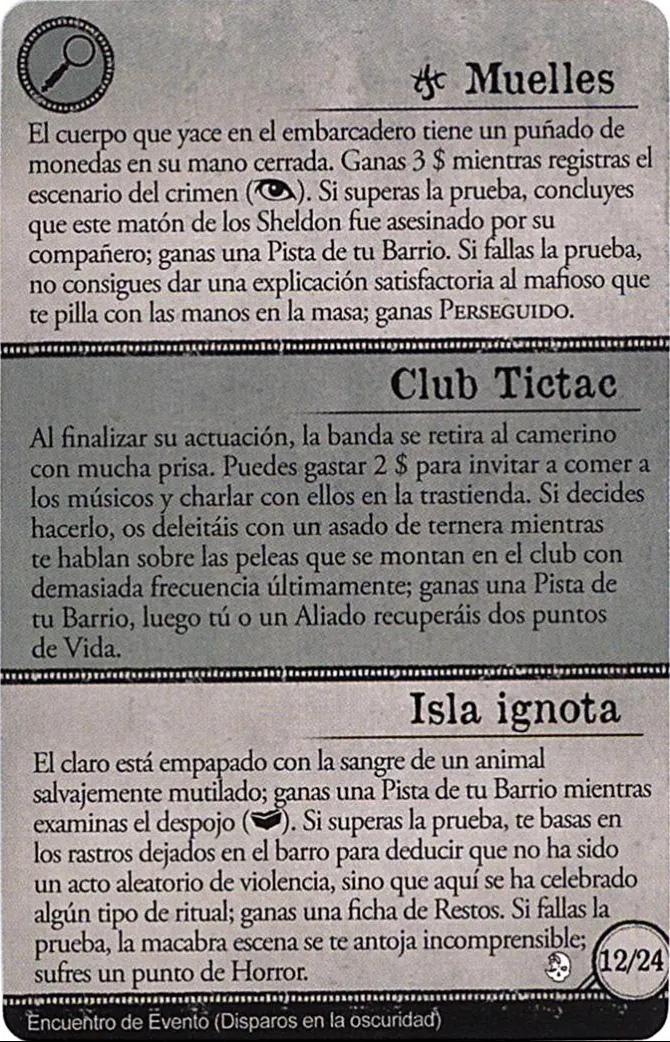 Muelles
El cuerpo que yace en el embarcadero tiene un puñado de
monedas en su mano cerrada. Ganas 3 $ mientras registras el
escenario del crimen (). Si superas la prueba, concluyes
que este matón de los Sheldon fue asesinado por su
compañero; ganas una Pista de tu Barrio. Si fallas la prueba,
no consigues dar una explicación satisfactoria al mafioso que
te pilla con las manos en la masa; ganas PERSEGUIDO.
Club Tictac
Al finalizar su actuación, la banda se retira al camerino
con mucha prisa. Puedes gastar 2 $ para invitar a comer a
los músicos y charlar con ellos en la trastienda. Si decides
hacerlo, os deleitáis con un asado de ternera mientras
te hablan sobre las peleas que se montan en el club con
demasiada frecuencia últimamente; ganas una Pista de
tu Barrio, luego tú o un Aliado recuperáis dos puntos
de Vida.
Isla ignota
El claro está empapado con la sangre de un animal
salvajemente mutilado; ganas una Pista de tu Barrio mientras
examinas el despojo (). Si superas la prueba, te basas en
los rastros dejados en el barro para deducir que no ha sido
un acto aleatorio de violencia, sino que aquí se ha celebrado
algún tipo de ritual; ganas una ficha de Restos. Si fallas la
prueba, la macabra escena se te antoja incomprensible;
sufres un punto de Horror.
12/24
Encuentro de Evento (Disparos en la oscuridad)